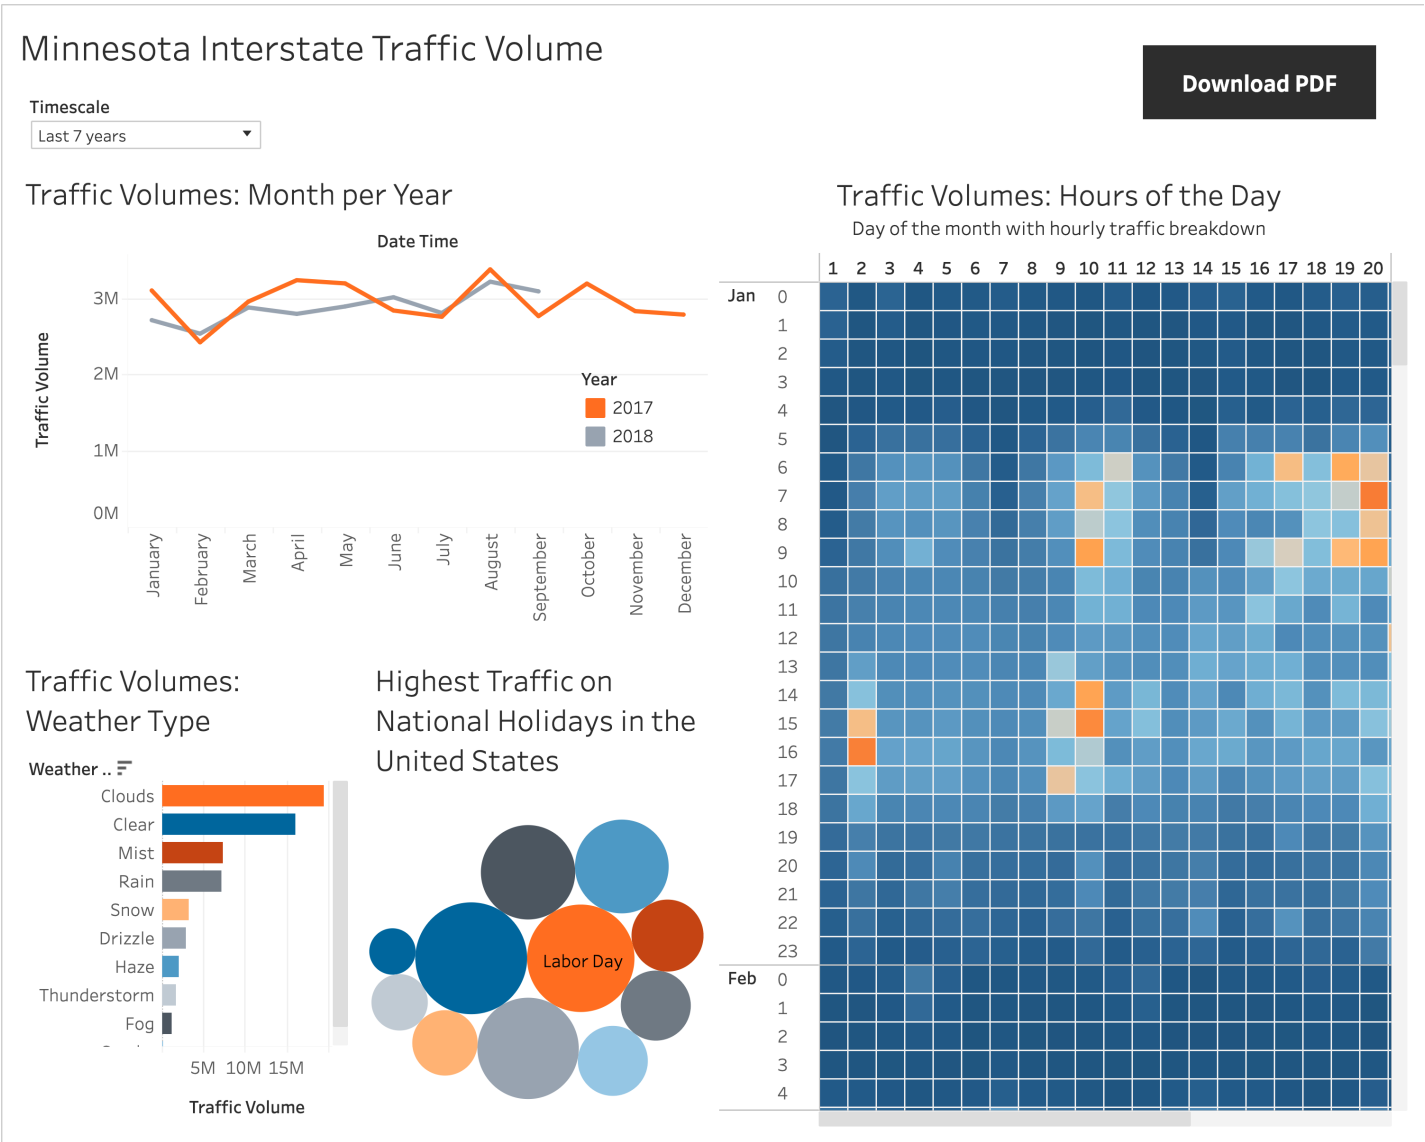 Minnesota Interstate Traffic Volume
Download PDF
Timescale
Last 7 years
Traffic Volumes: Month per Year
Date Time
3M
2M
1M
0M
Traffic Volume
Year
2017
2018
January
February
March
April
May
June
July
August
September
October
November
December
Traffic Volumes:
Weather Type
Weather ..
Clouds
Clear
Mist
Rain
Snow
Drizzle
Haze
Thunderstorm
Fog
5M 10M 15M
Traffic Volume
Highest Traffic on
National Holidays in the
United States
Labor Day
Traffic Volumes: Hours of the Day
Day of the month with hourly traffic breakdown
1 2 3 4 5 6 7 8 9 10 11 12 13 14 15 16 17 18 19 20
Jan 0
1
2
3
4
5
6
7
8
9
10
11
12
13
14
15
16
17
18
19
20
21
22
23
Feb 0
1
2
3
4